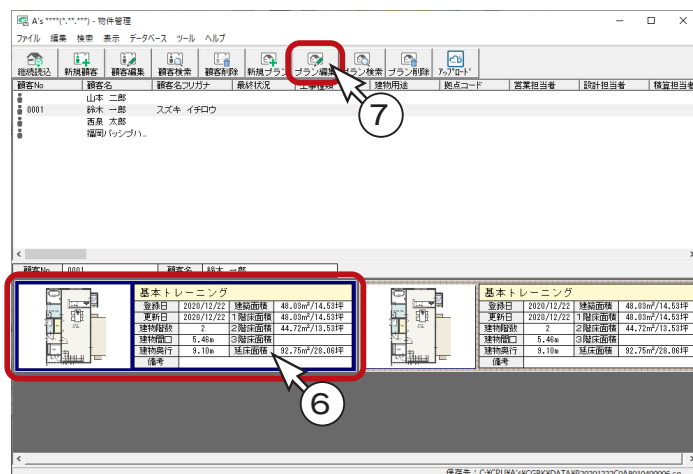 A's ****(*.**.***) - 物件管理
ファイル 編集 検索 表示 データベース ツール ヘルプ
継続読込 新規顧客 顧客編集 顧客検索 顧客削除 新規プラン プラン編集 プラン検索 プラン削除 アップロード
顧客No 顧客名 顧客名フリガナ 最終状況 工事種類 建物用途 拠点コード 営業担当者 設計担当者 積算担当者
山本 二郎
0001 鈴木 一郎 スズキ イチロウ
西泉 太郎
福岡パッシブハ…
⑦
顧客No 0001 顧客名 鈴木 一郎
基本トレーニング
登録日 2020/12/22 建築面積 48.03m²/14.53坪
更新日 2020/12/22 1階床面積 48.03m²/14.53坪
建物階数 2 2階床面積 44.72m²/13.53坪
建物間口 5.46m 3階床面積
建物奥行 9.10m 延床面積 92.75m²/28.06坪
備考
基本トレーニング
登録日 2020/12/22 建築面積 48.03m²/14.53坪
更新日 2020/12/22 1階床面積 48.03m²/14.53坪
建物階数 2 2階床面積 44.72m²/13.53坪
建物間口 5.46m 3階床面積
建物奥行 9.10m 延床面積 92.75m²/28.06坪
備考
⑥
保存先：C:¥CPU¥A's¥CGRK¥DATA¥